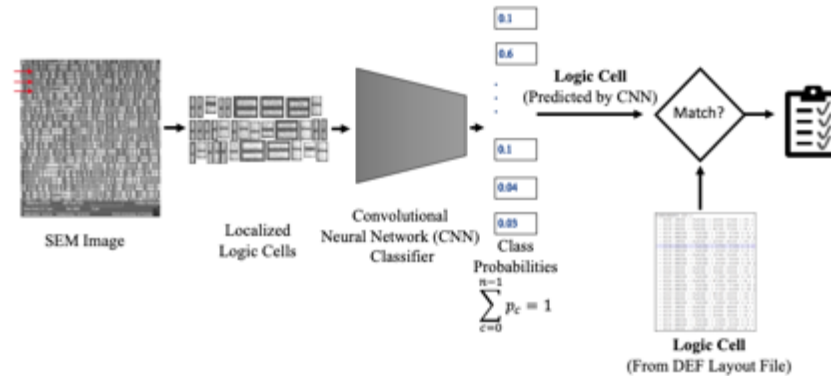 0.1
0.6
0.1
0.04
0.03
SEM Image
Localized
Logic Cells
Convolutional
Neural Network (CNN)
Classifier
Class
Probabilities
n−1
∑ p_c = 1
c=0
Logic Cell
(Predicted by CNN)
Match?
Logic Cell
(From DEF Layout File)